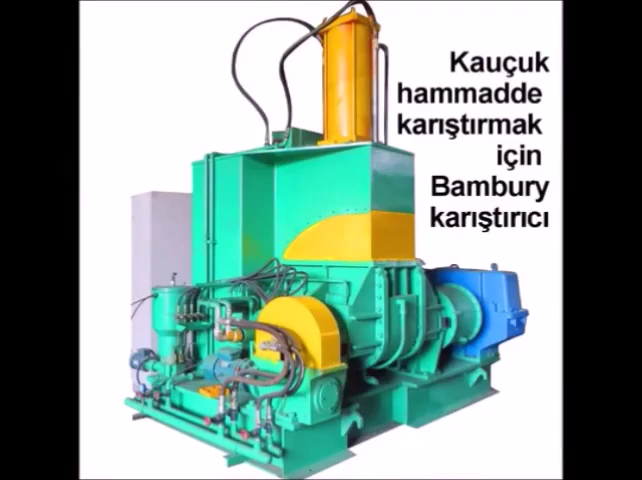 Kauçuk
hammadde
karıştırmak
için
Bambury
karıştırıcı